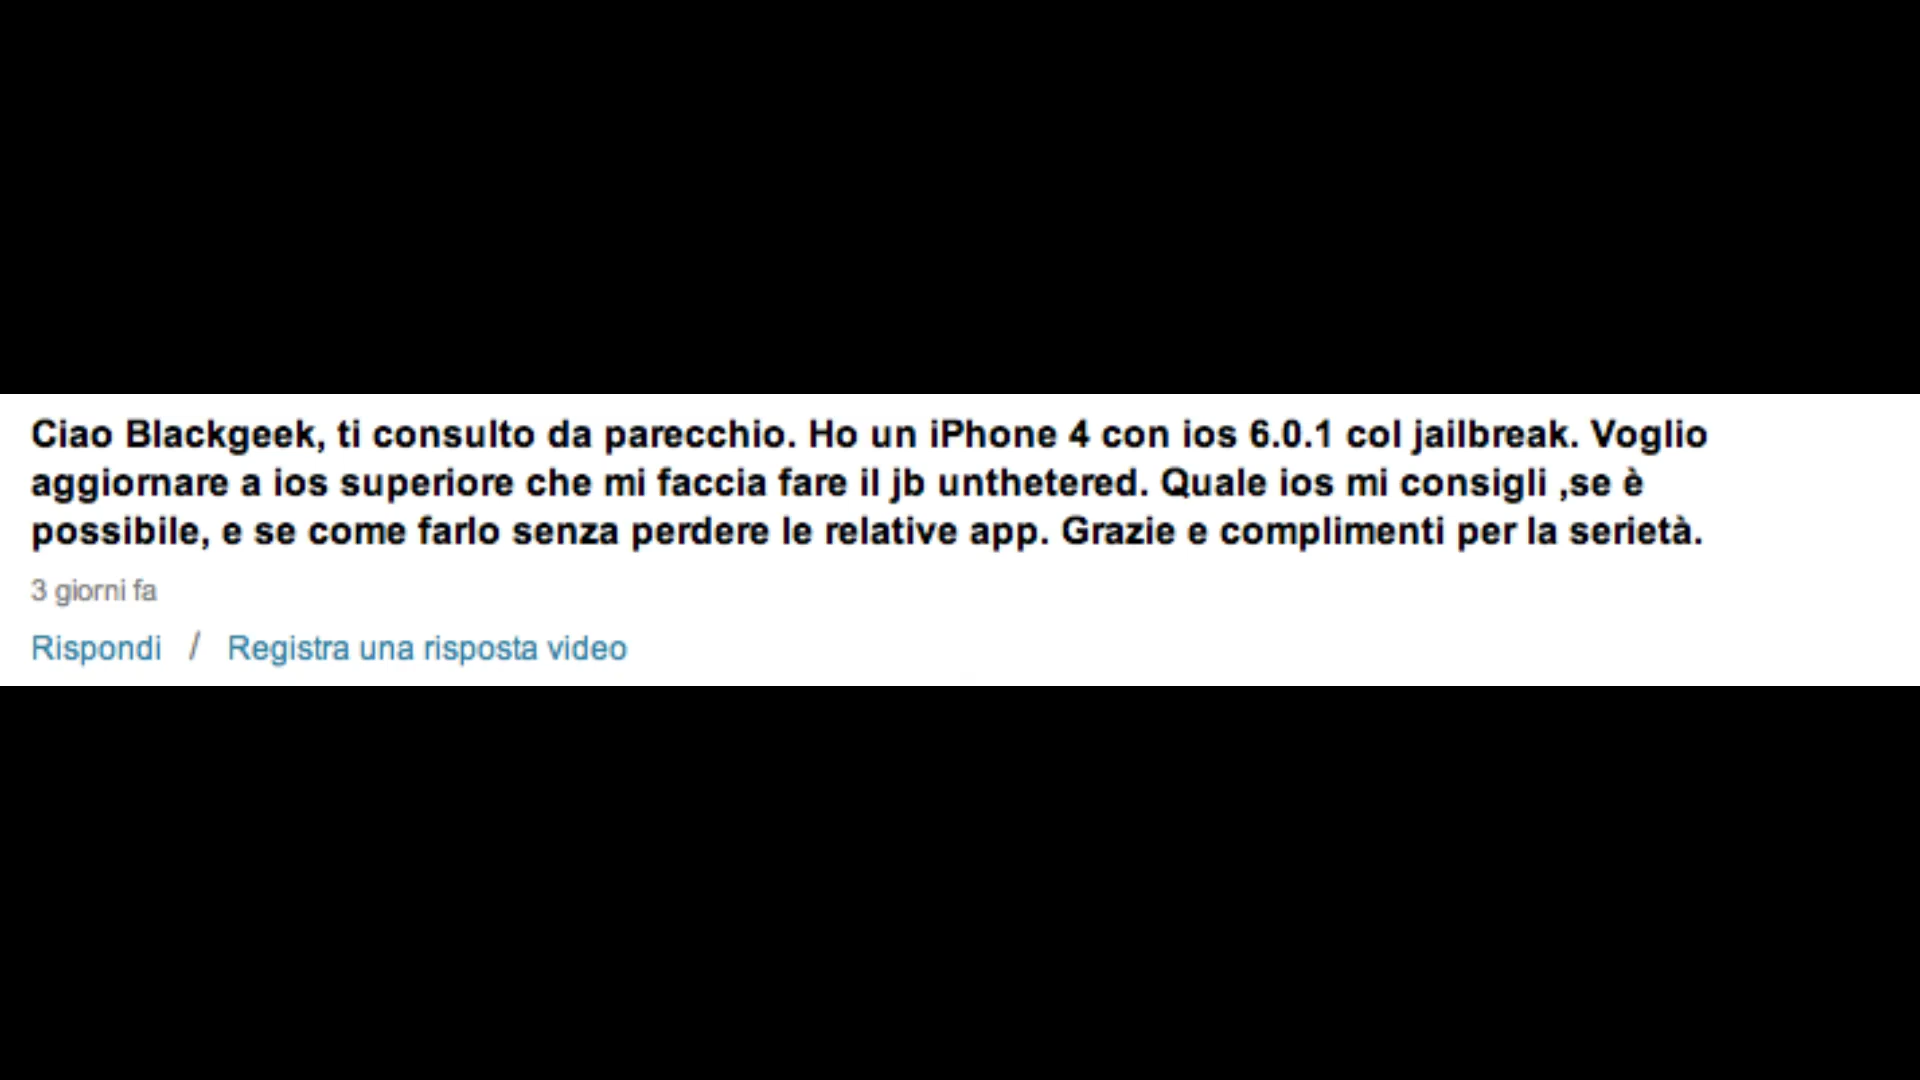 Ciao Blackgeek, ti consulto da parecchio. Ho un iPhone 4 con ios 6.0.1 col jailbreak. Voglio
aggiornare a ios superiore che mi faccia fare il jb unthetered. Quale ios mi consigli ,se è
possibile, e se come farlo senza perdere le relative app. Grazie e complimenti per la serietà.
3 giorni fa
Rispondi / Registra una risposta video